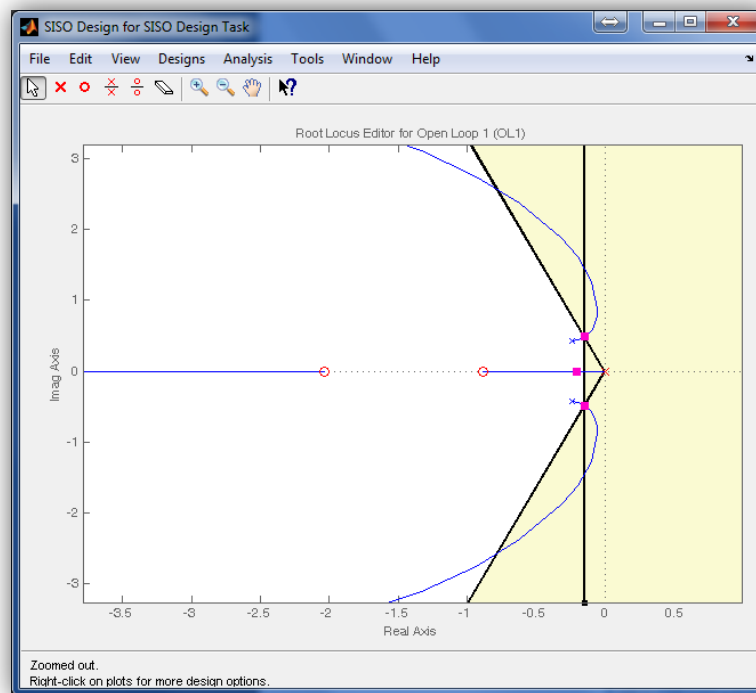 SISO Design for SISO Design Task
File Edit View Designs Analysis Tools Window Help
Root Locus Editor for Open Loop 1 (OL1)
3
2
1
0
-1
-2
-3
Imag Axis
-3.5 -3 -2.5 -2 -1.5 -1 -0.5 0 0.5
Real Axis
Zoomed out.
Right-click on plots for more design options.